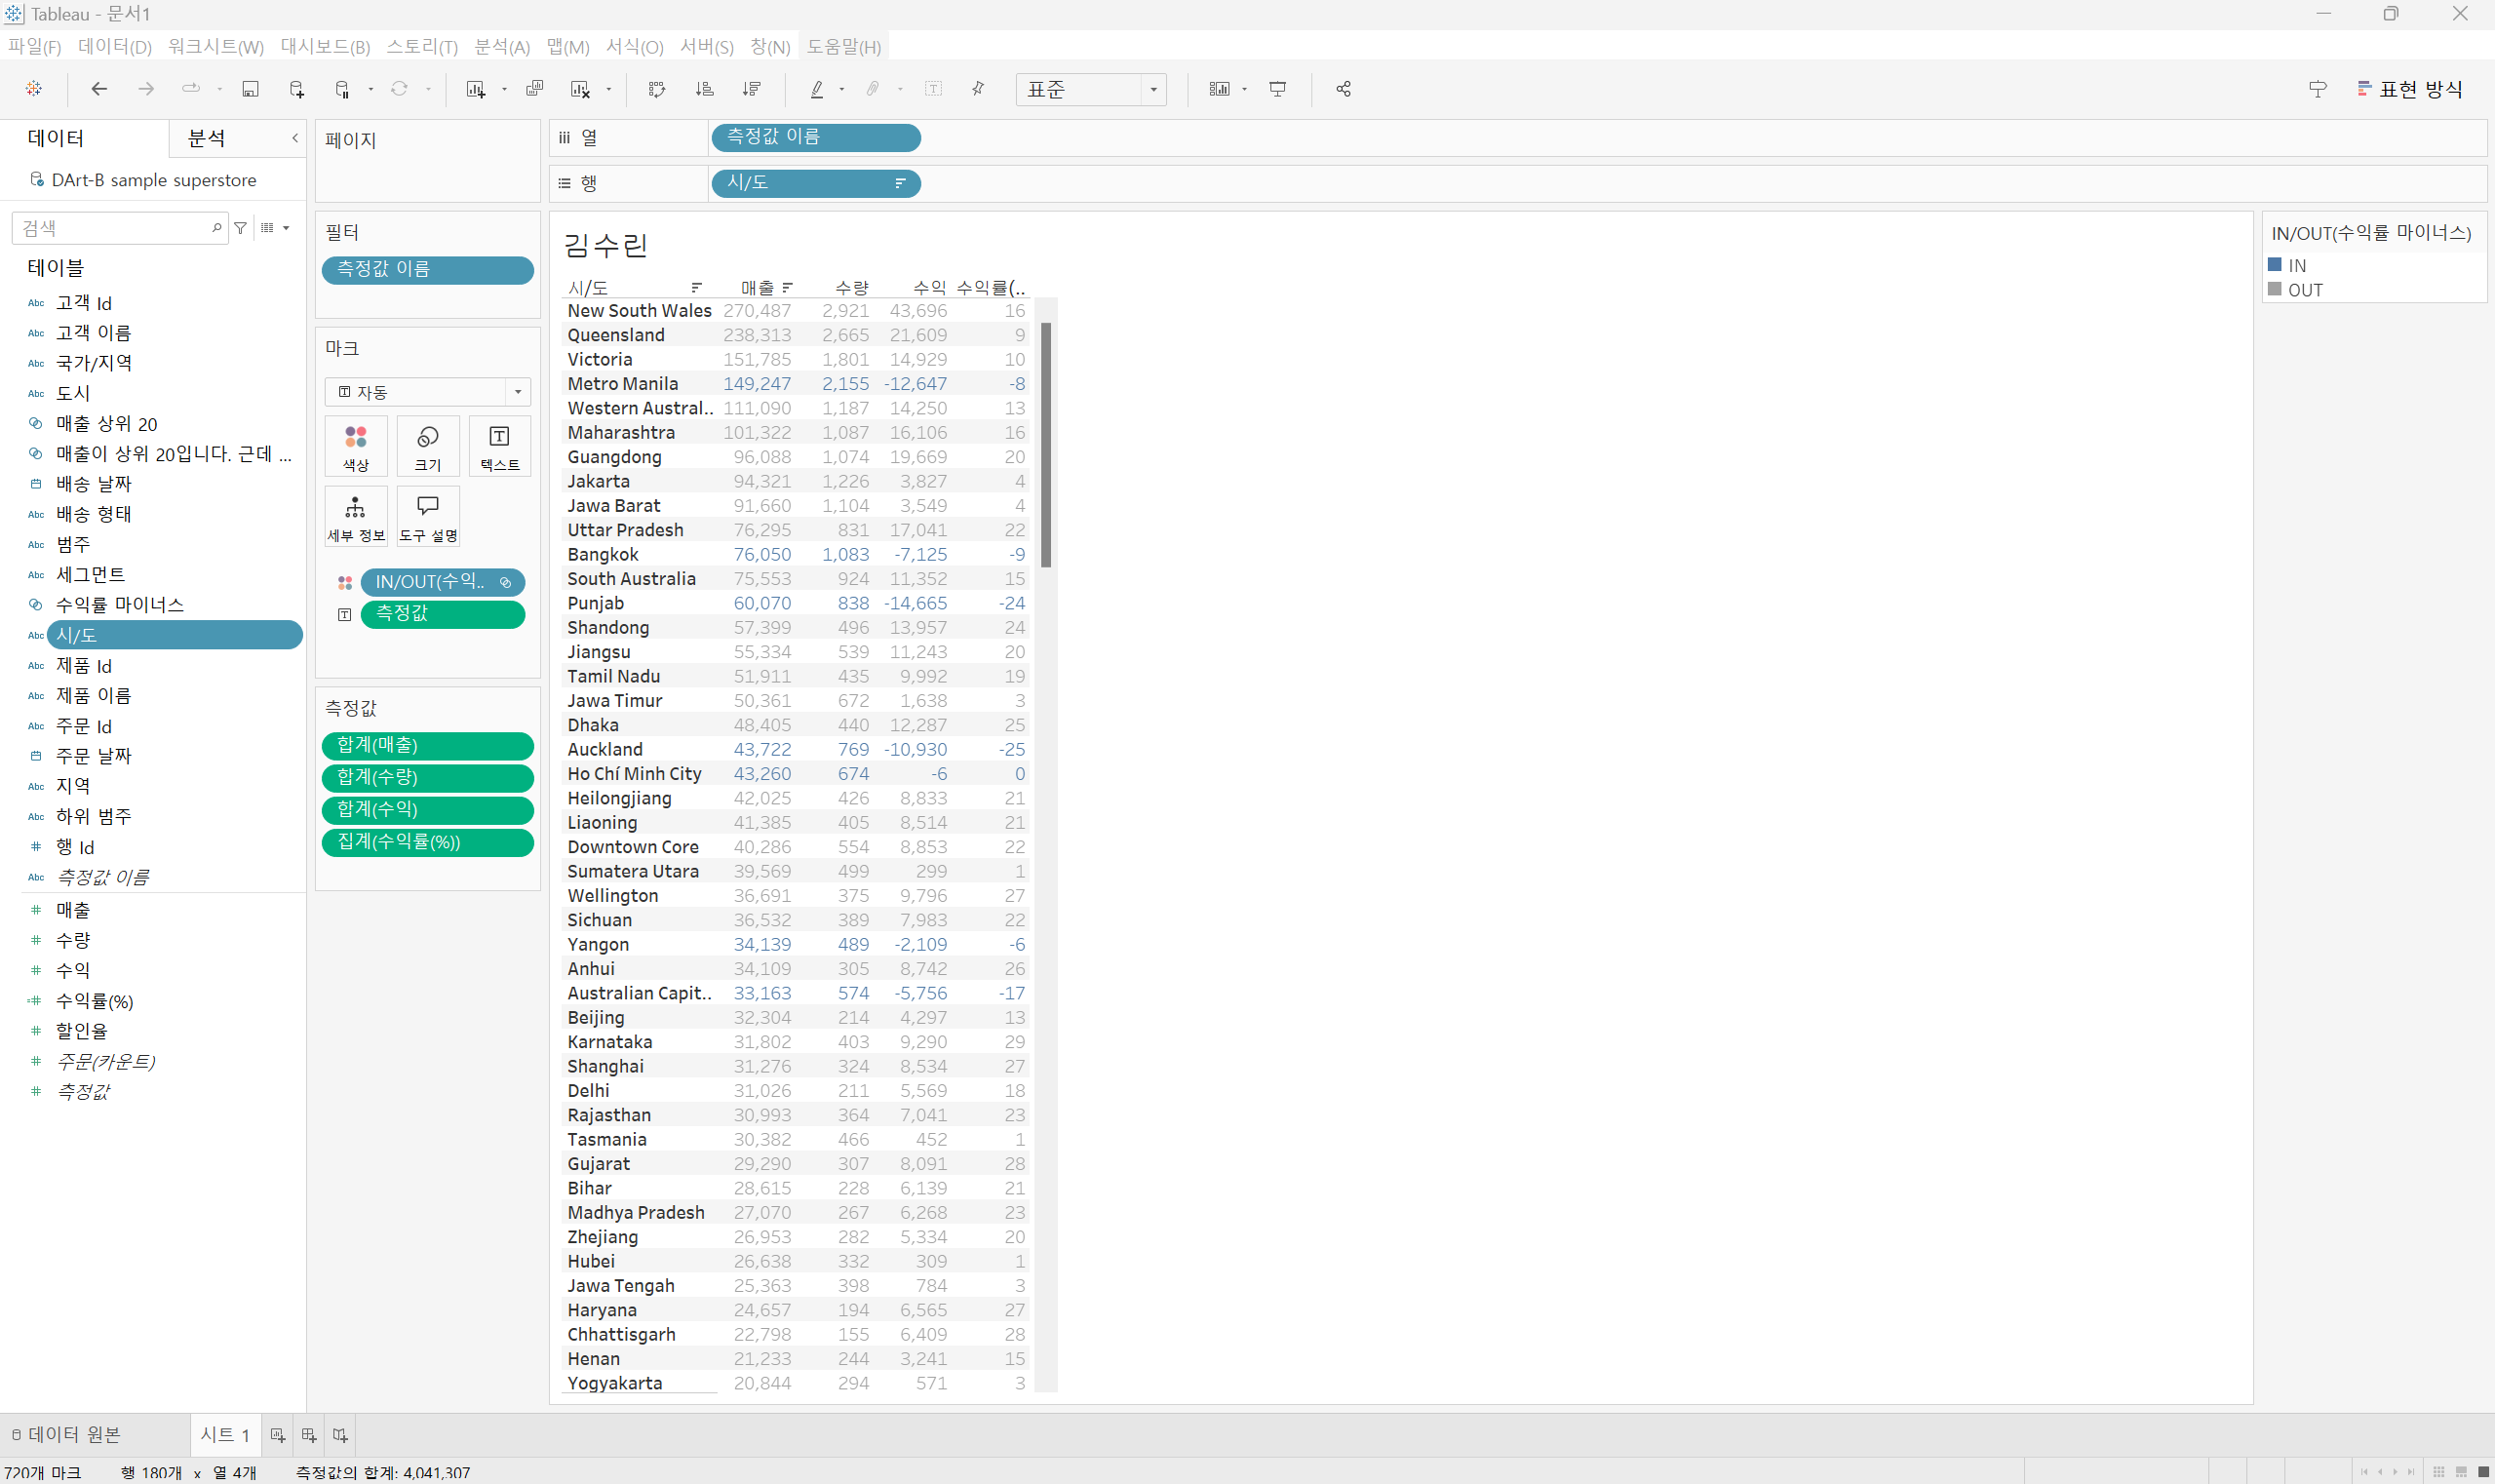 Tableau - 문서1
파일(F) 데이터(D) 워크시트(W) 대시보드(B) 스토리(T) 분석(A) 맵(M) 서식(O) 서버(S) 창(N) 도움말(H)
표준
표현 방식
데이터 분석
DArt-B sample superstore
검색
테이블
Abc 고객 Id
Abc 고객 이름
Abc 국가/지역
Abc 도시
매출 상위 20
매출이 상위 20입니다. 근데 ...
배송 날짜
Abc 배송 형태
Abc 범주
Abc 세그먼트
수익률 마이너스
Abc 시/도
Abc 제품 Id
Abc 제품 이름
Abc 주문 Id
주문 날짜
Abc 지역
Abc 하위 범주
# 행 Id
Abc 측정값 이름
# 매출
# 수량
# 수익
=# 수익률(%)
# 할인율
# 주문(카운트)
# 측정값
페이지
필터
측정값 이름
마크
자동
색상 크기 텍스트
세부 정보 도구 설명
IN/OUT(수익..
측정값
측정값
합계(매출)
합계(수량)
합계(수익)
집계(수익률(%))
열 측정값 이름
행 시/도
김수린
시/도 매출 수량 수익 수익률(..
New South Wales 270,487 2,921 43,696 16
Queensland 238,313 2,665 21,609 9
Victoria 151,785 1,801 14,929 10
Metro Manila 149,247 2,155 -12,647 -8
Western Austral.. 111,090 1,187 14,250 13
Maharashtra 101,322 1,087 16,106 16
Guangdong 96,088 1,074 19,669 20
Jakarta 94,321 1,226 3,827 4
Jawa Barat 91,660 1,104 3,549 4
Uttar Pradesh 76,295 831 17,041 22
Bangkok 76,050 1,083 -7,125 -9
South Australia 75,553 924 11,352 15
Punjab 60,070 838 -14,665 -24
Shandong 57,399 496 13,957 24
Jiangsu 55,334 539 11,243 20
Tamil Nadu 51,911 435 9,992 19
Jawa Timur 50,361 672 1,638 3
Dhaka 48,405 440 12,287 25
Auckland 43,722 769 -10,930 -25
Ho Chí Minh City 43,260 674 -6 0
Heilongjiang 42,025 426 8,833 21
Liaoning 41,385 405 8,514 21
Downtown Core 40,286 554 8,853 22
Sumatera Utara 39,569 499 299 1
Wellington 36,691 375 9,796 27
Sichuan 36,532 389 7,983 22
Yangon 34,139 489 -2,109 -6
Anhui 34,109 305 8,742 26
Australian Capit.. 33,163 574 -5,756 -17
Beijing 32,304 214 4,297 13
Karnataka 31,802 403 9,290 29
Shanghai 31,276 324 8,534 27
Delhi 31,026 211 5,569 18
Rajasthan 30,993 364 7,041 23
Tasmania 30,382 466 452 1
Gujarat 29,290 307 8,091 28
Bihar 28,615 228 6,139 21
Madhya Pradesh 27,070 267 6,268 23
Zhejiang 26,953 282 5,334 20
Hubei 26,638 332 309 1
Jawa Tengah 25,363 398 784 3
Haryana 24,657 194 6,565 27
Chhattisgarh 22,798 155 6,409 28
Henan 21,233 244 3,241 15
Yogyakarta 20,844 294 571 3
IN/OUT(수익률 마이너스)
IN
OUT
데이터 원본 시트 1
720개 마크 행 180개 x 열 4개 측정값의 합계: 4,041,307